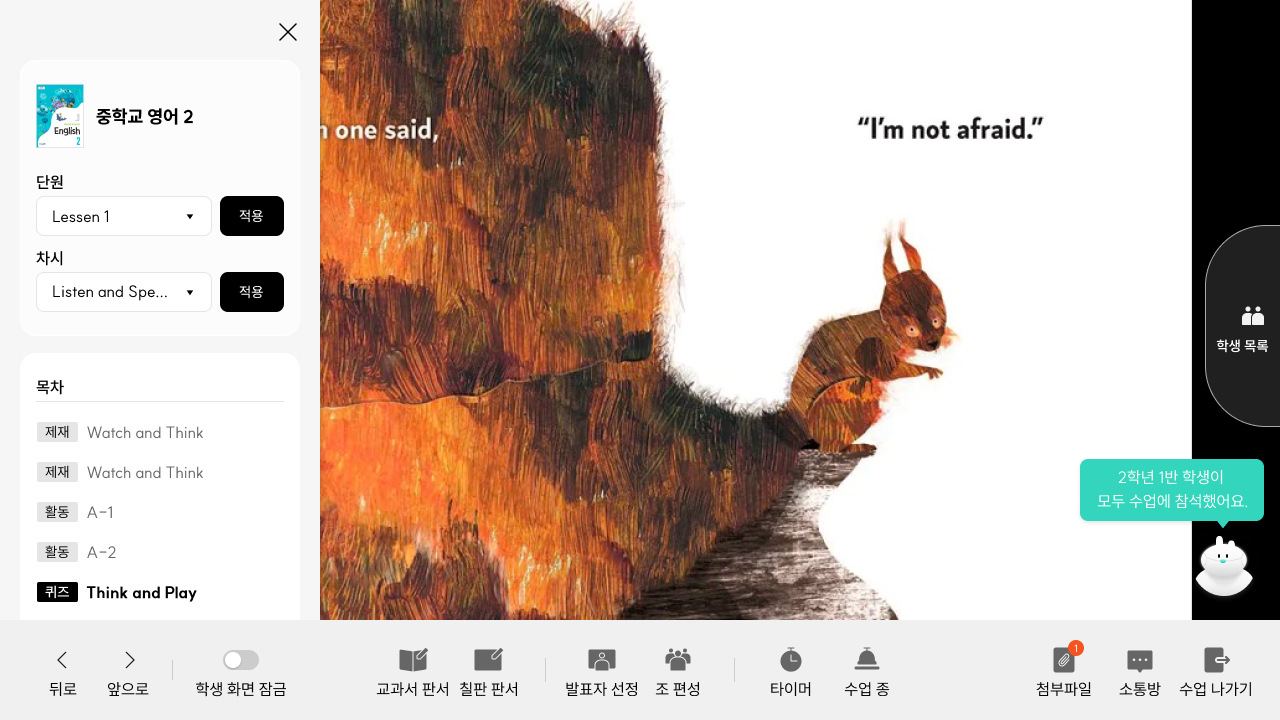 중학교 영어 2
English
2
단원
Lessen 1
적용
차시
Listen and Spe...
적용
목차
제재 Watch and Think
제재 Watch and Think
활동 A-1
활동 A-2
퀴즈 Think and Play
one said,
“I’m not afraid.”
학생 목록
2학년 1반 학생이
모두 수업에 참석했어요.
뒤로
앞으로
학생 화면 잠금
교과서 판서
칠판 판서
발표자 선정
조 편성
타이머
수업 종
1
첨부파일
소통방
수업 나가기